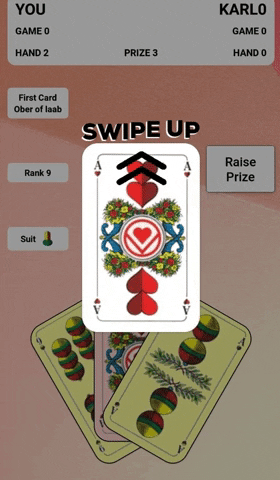 YOU KARL0
GAME 0 GAME 0
HAND 2 PRIZE 3 HAND 0
First Card
Ober of laab
SWIPE UP
Raise
Prize
Rank 9
Suit
A A
9 A